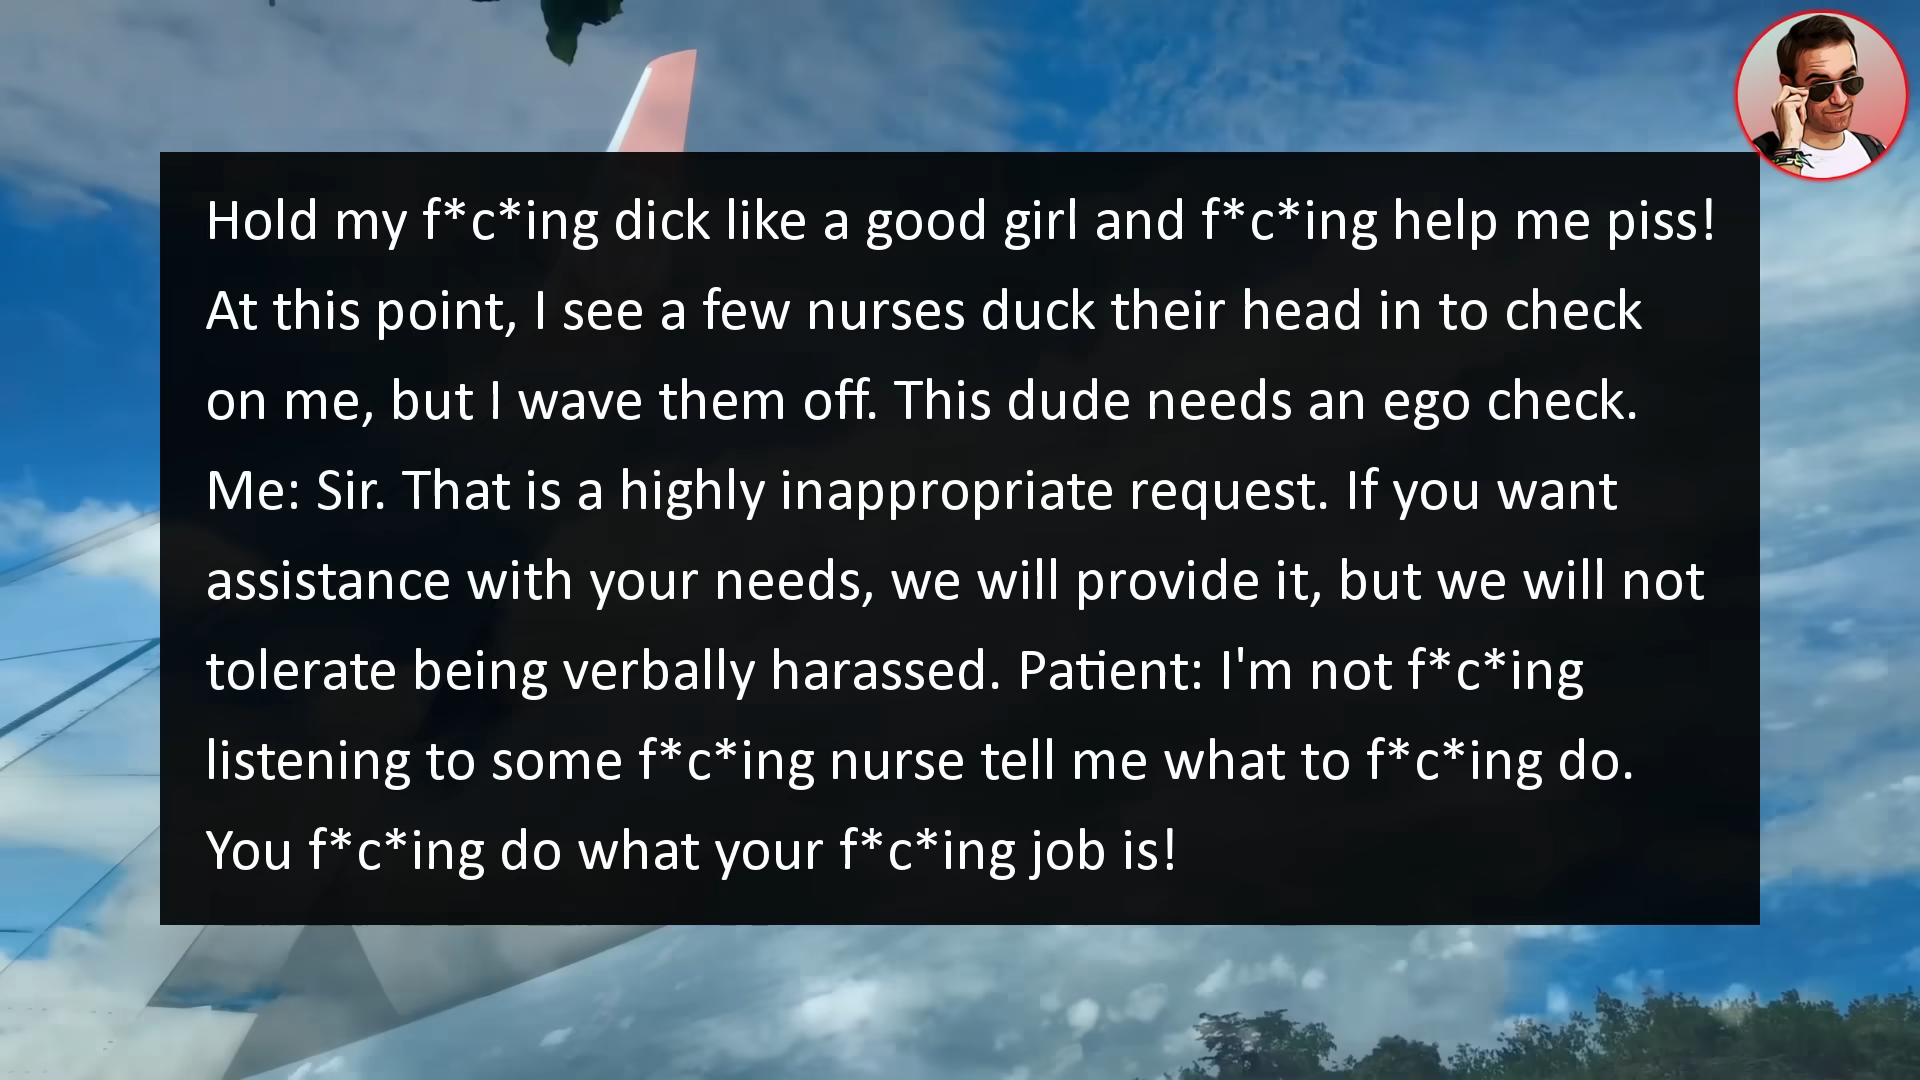 Hold my f*c*ing dick like a good girl and f*c*ing help me piss!
At this point, I see a few nurses duck their head in to check
on me, but I wave them off. This dude needs an ego check.
Me: Sir. That is a highly inappropriate request. If you want
assistance with your needs, we will provide it, but we will not
tolerate being verbally harassed. Patient: I'm not f*c*ing
listening to some f*c*ing nurse tell me what to f*c*ing do.
You f*c*ing do what your f*c*ing job is!